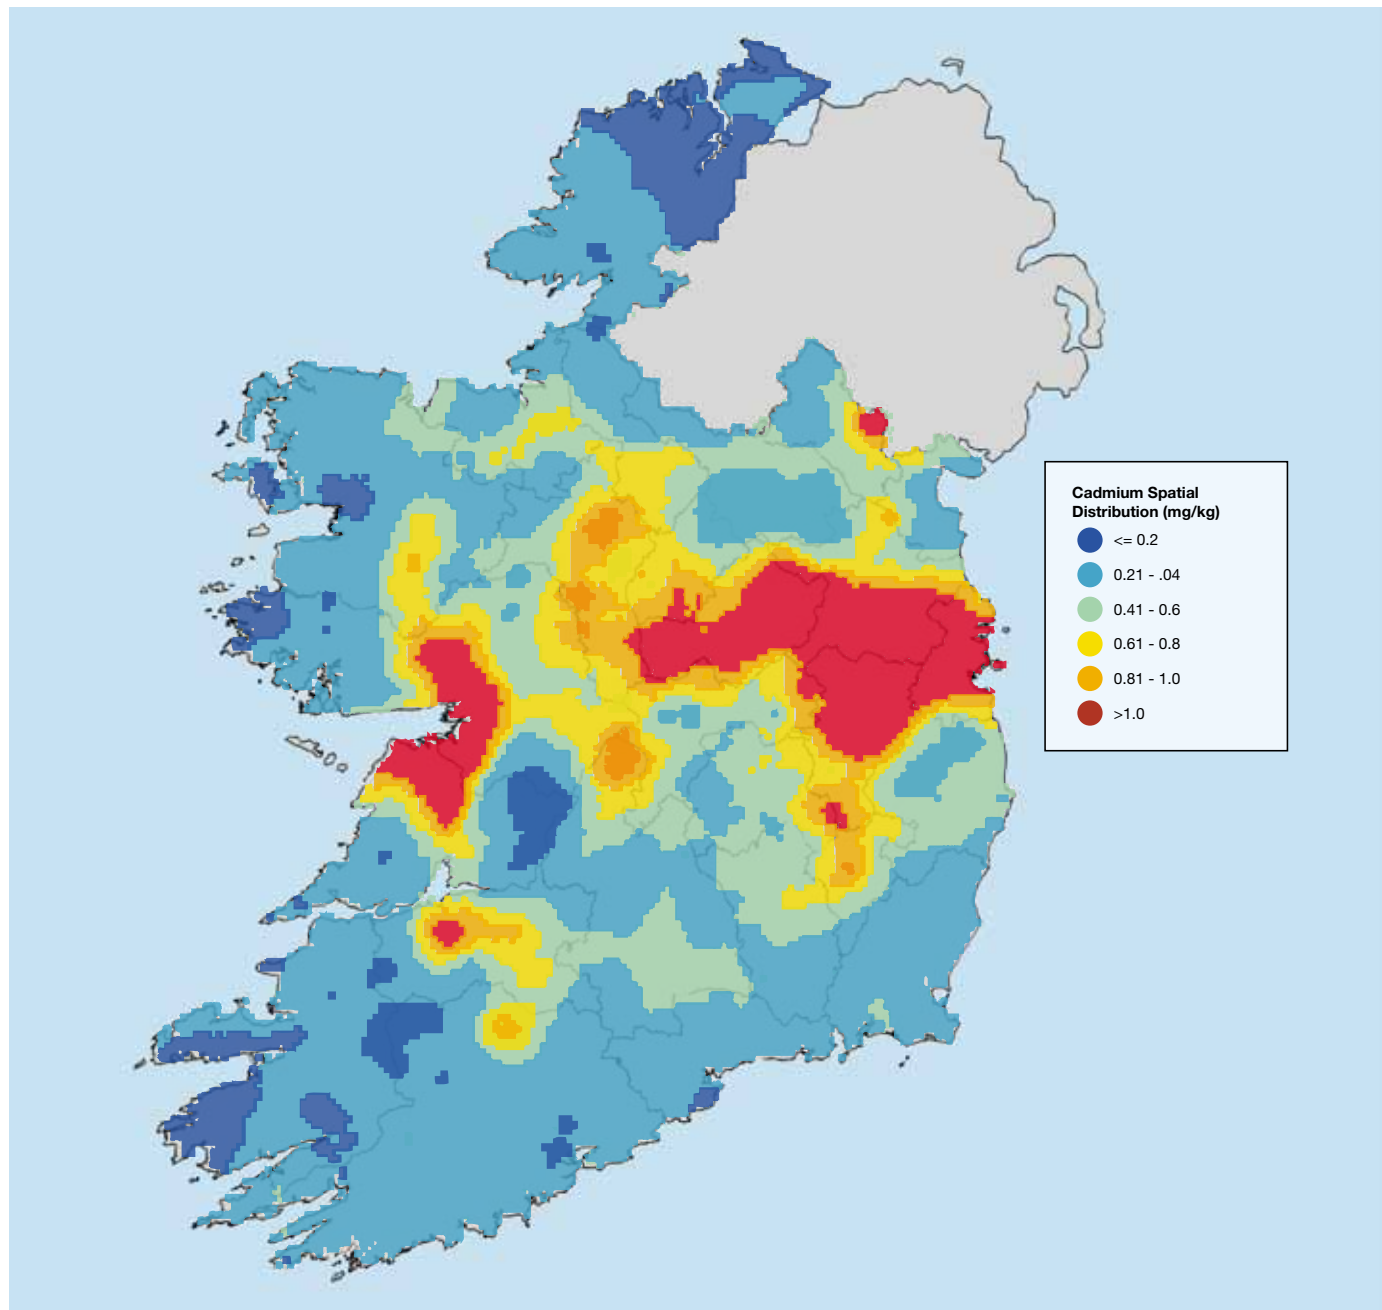 Cadmium Spatial
Distribution (mg/kg)
<= 0.2
0.21 - .04
0.41 - 0.6
0.61 - 0.8
0.81 - 1.0
>1.0